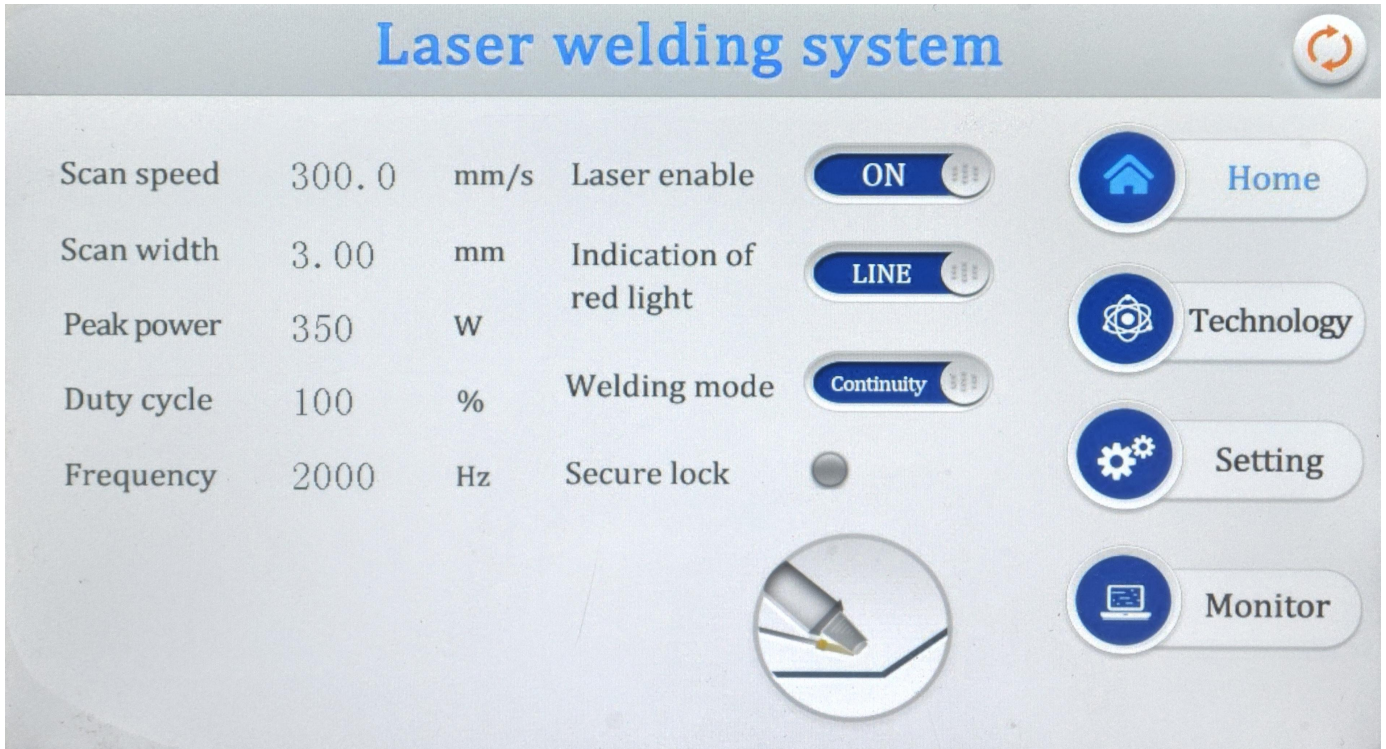 Laser welding system
Scan speed 300.0 mm/s
Scan width 3.00 mm
Peak power 350 W
Duty cycle 100 %
Frequency 2000 Hz
Laser enable ON
Indication of
red light
LINE
Welding mode Continuity
Secure lock
Home
Technology
Setting
Monitor